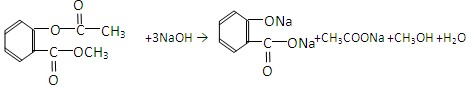 O
O—C—CH3
C—OCH3
O
+3NaOH →
ONa
C—ONa+CH3COONa +CH3OH +H2O
O